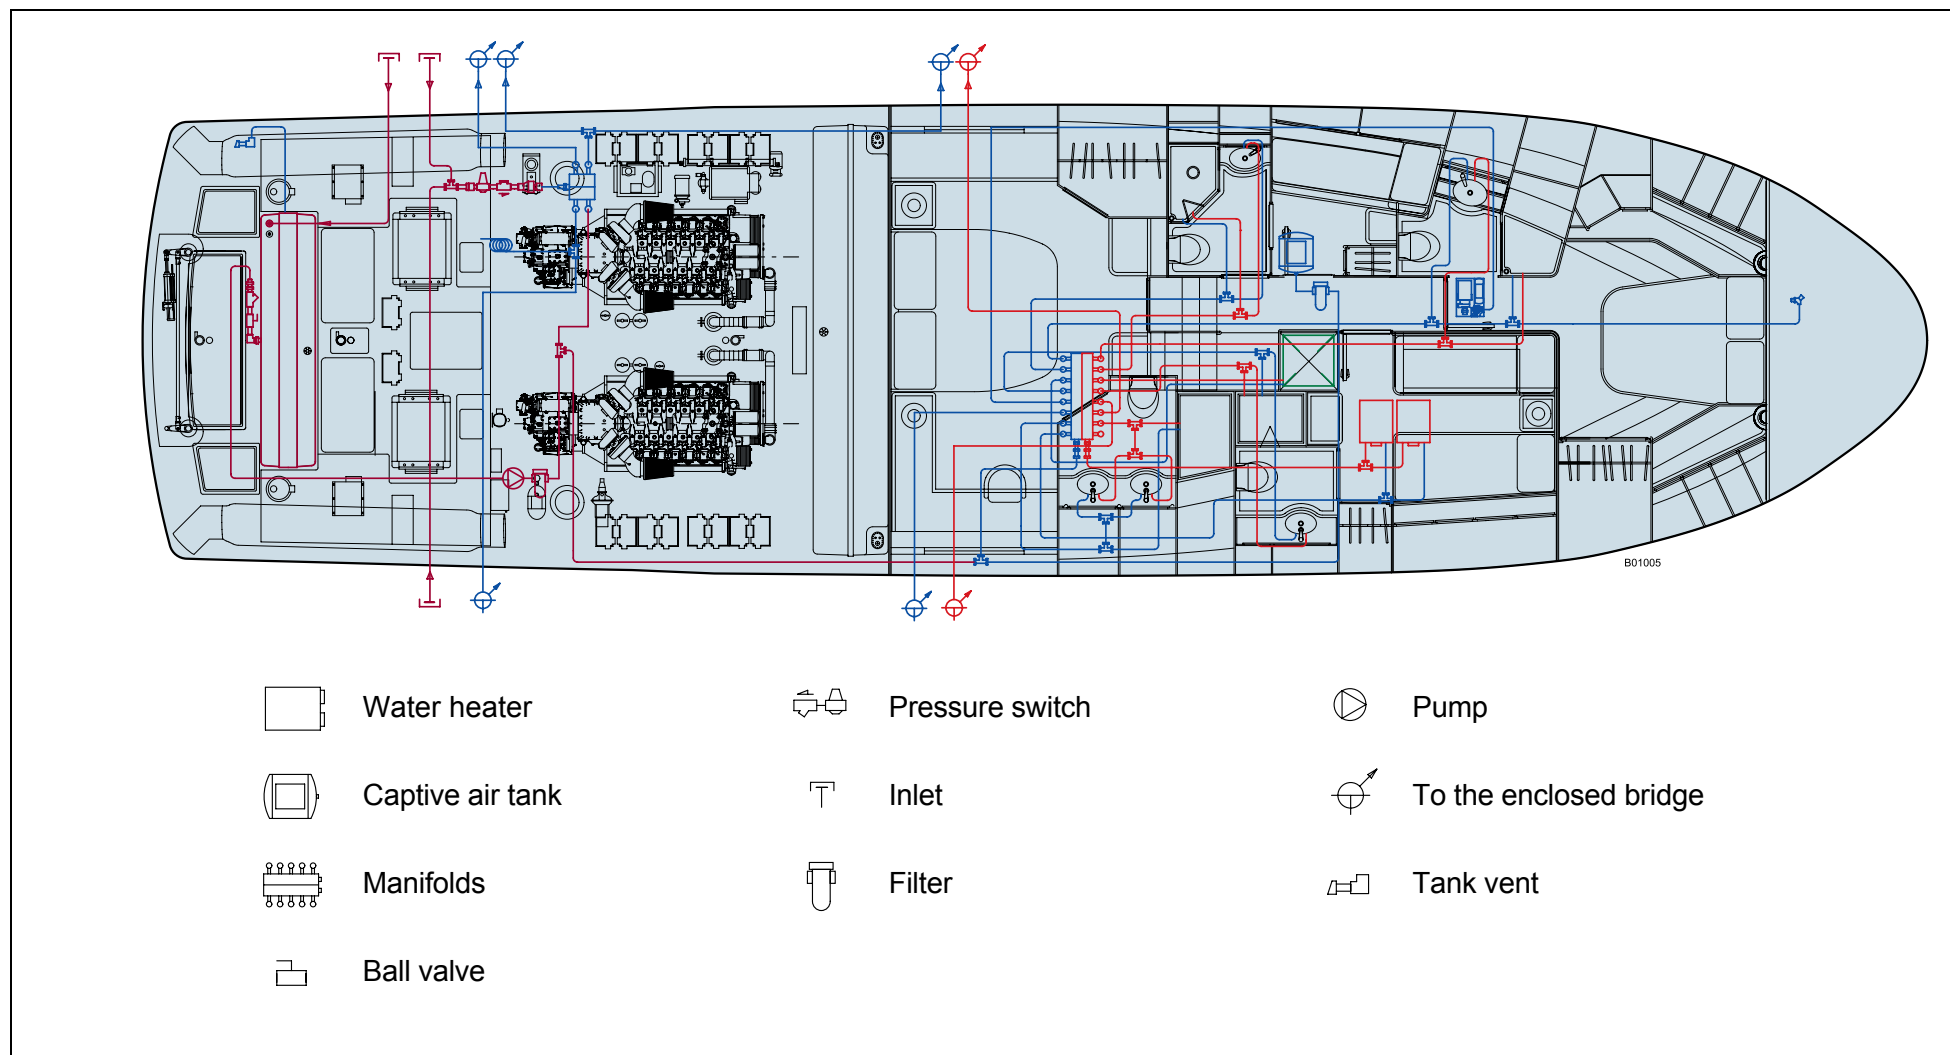 B01005
Water heater
Pressure switch
Pump
Captive air tank
Inlet
To the enclosed bridge
Manifolds
Filter
Tank vent
Ball valve